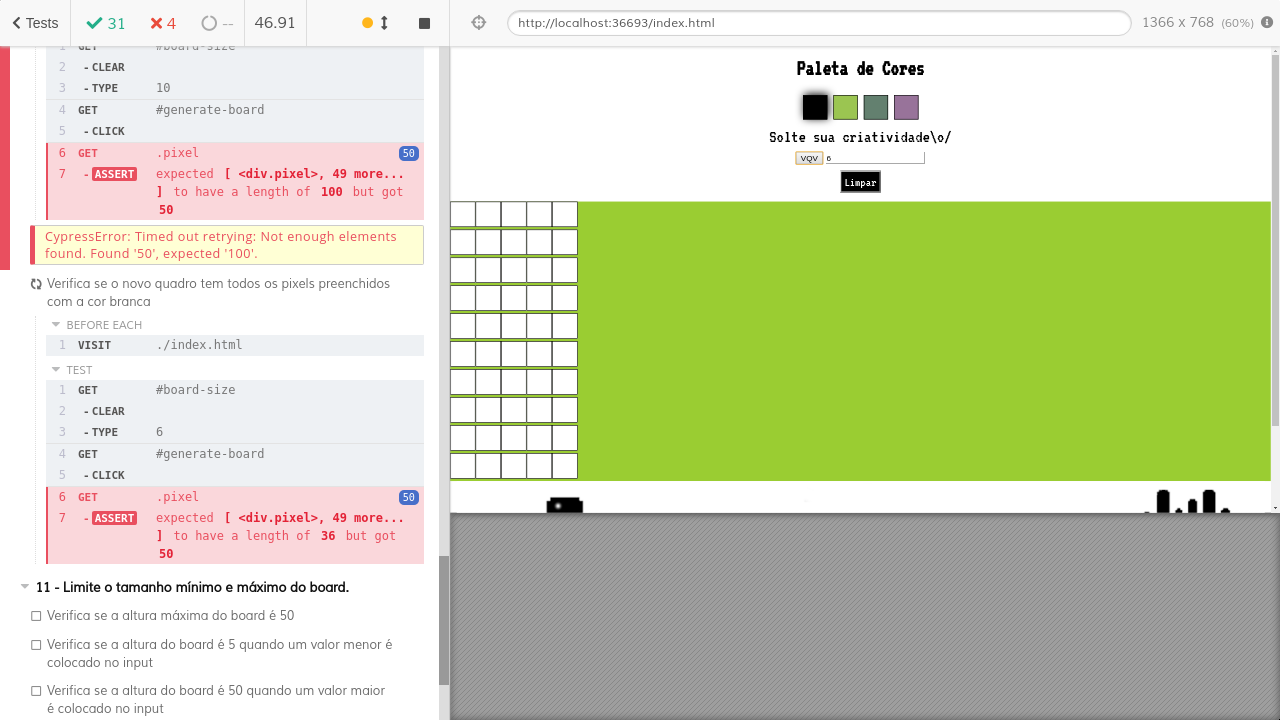 Tests
31
4
--
46.91
http://localhost:36693/index.html
1366 x 768 (60%)
1 GET #board-size
2 - CLEAR
3 - TYPE 10
4 GET #generate-board
5 - CLICK
6 GET .pixel 50
7 - ASSERT expected [ <div.pixel>, 49 more...
] to have a length of 100 but got
50
CypressError: Timed out retrying: Not enough elements
found. Found '50', expected '100'.
Verifica se o novo quadro tem todos os pixels preenchidos
com a cor branca
BEFORE EACH
1 VISIT ./index.html
TEST
1 GET #board-size
2 - CLEAR
3 - TYPE 6
4 GET #generate-board
5 - CLICK
6 GET .pixel 50
7 - ASSERT expected [ <div.pixel>, 49 more...
] to have a length of 36 but got
50
11 - Limite o tamanho mínimo e máximo do board.
Verifica se a altura máxima do board é 50
Verifica se a altura do board é 5 quando um valor menor é
colocado no input
Verifica se a altura do board é 50 quando um valor maior
é colocado no input
Paleta de Cores
Solte sua criatividade\o/
VQV 6
Limpar